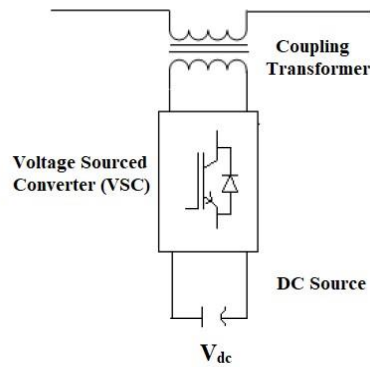 Coupling
Transformer
Voltage Sourced
Converter (VSC)
DC Source
Vdc